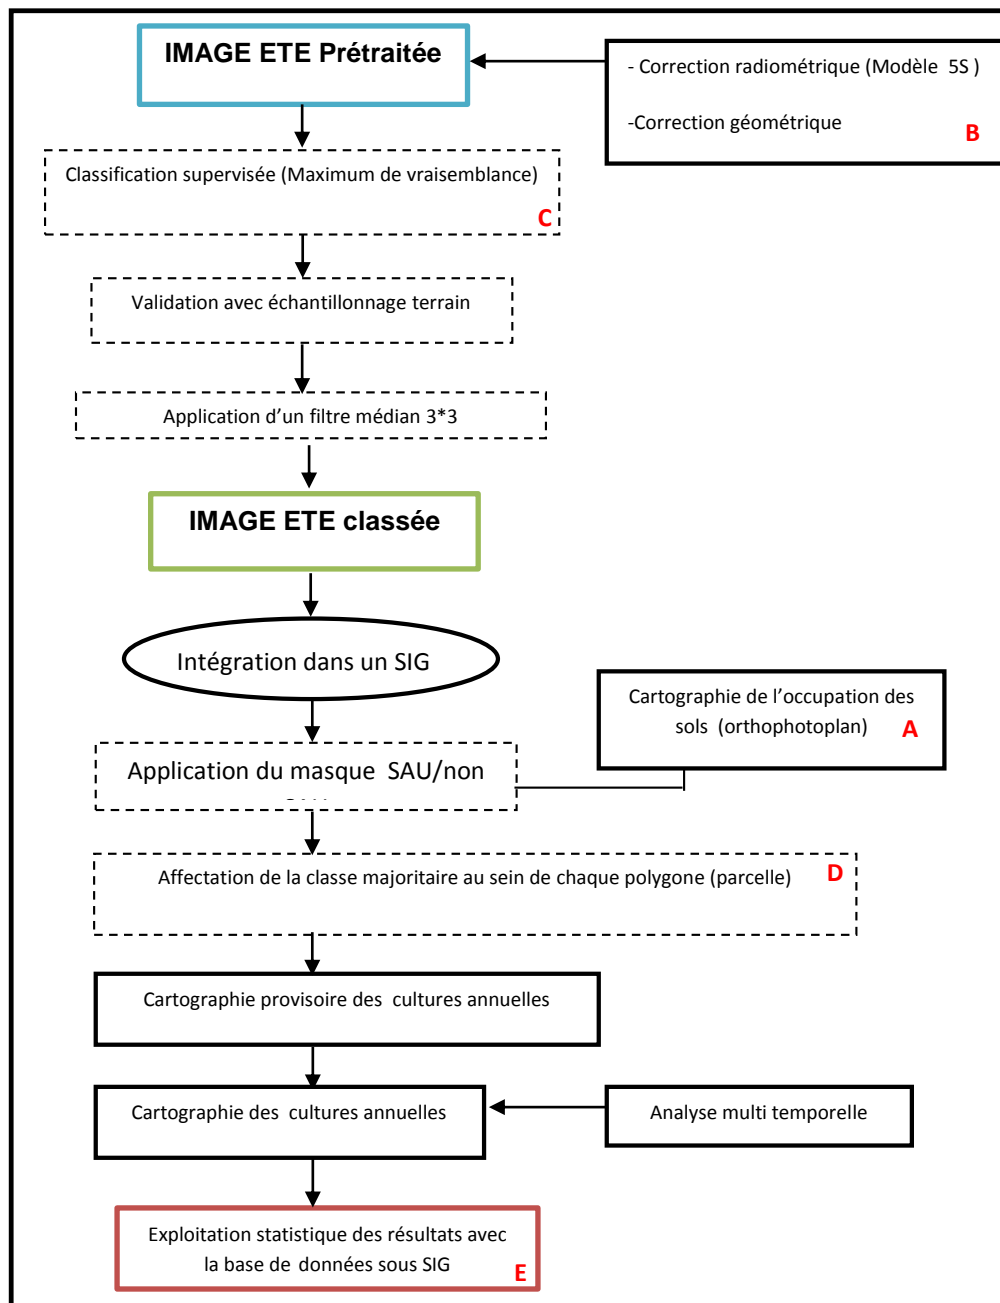 IMAGE ETE Prétraitée
- Correction radiométrique (Modèle 5S )
-Correction géométrique
B
Classification supervisée (Maximum de vraisemblance)
C
Validation avec échantillonnage terrain
Application d’un filtre médian 3*3
IMAGE ETE classée
Intégration dans un SIG
Cartographie de l’occupation des
sols (orthophotoplan)
A
Application du masque SAU/non
Affectation de la classe majoritaire au sein de chaque polygone (parcelle)
D
Cartographie provisoire des cultures annuelles
Cartographie des cultures annuelles
Analyse multi temporelle
Exploitation statistique des résultats avec
la base de données sous SIG
E